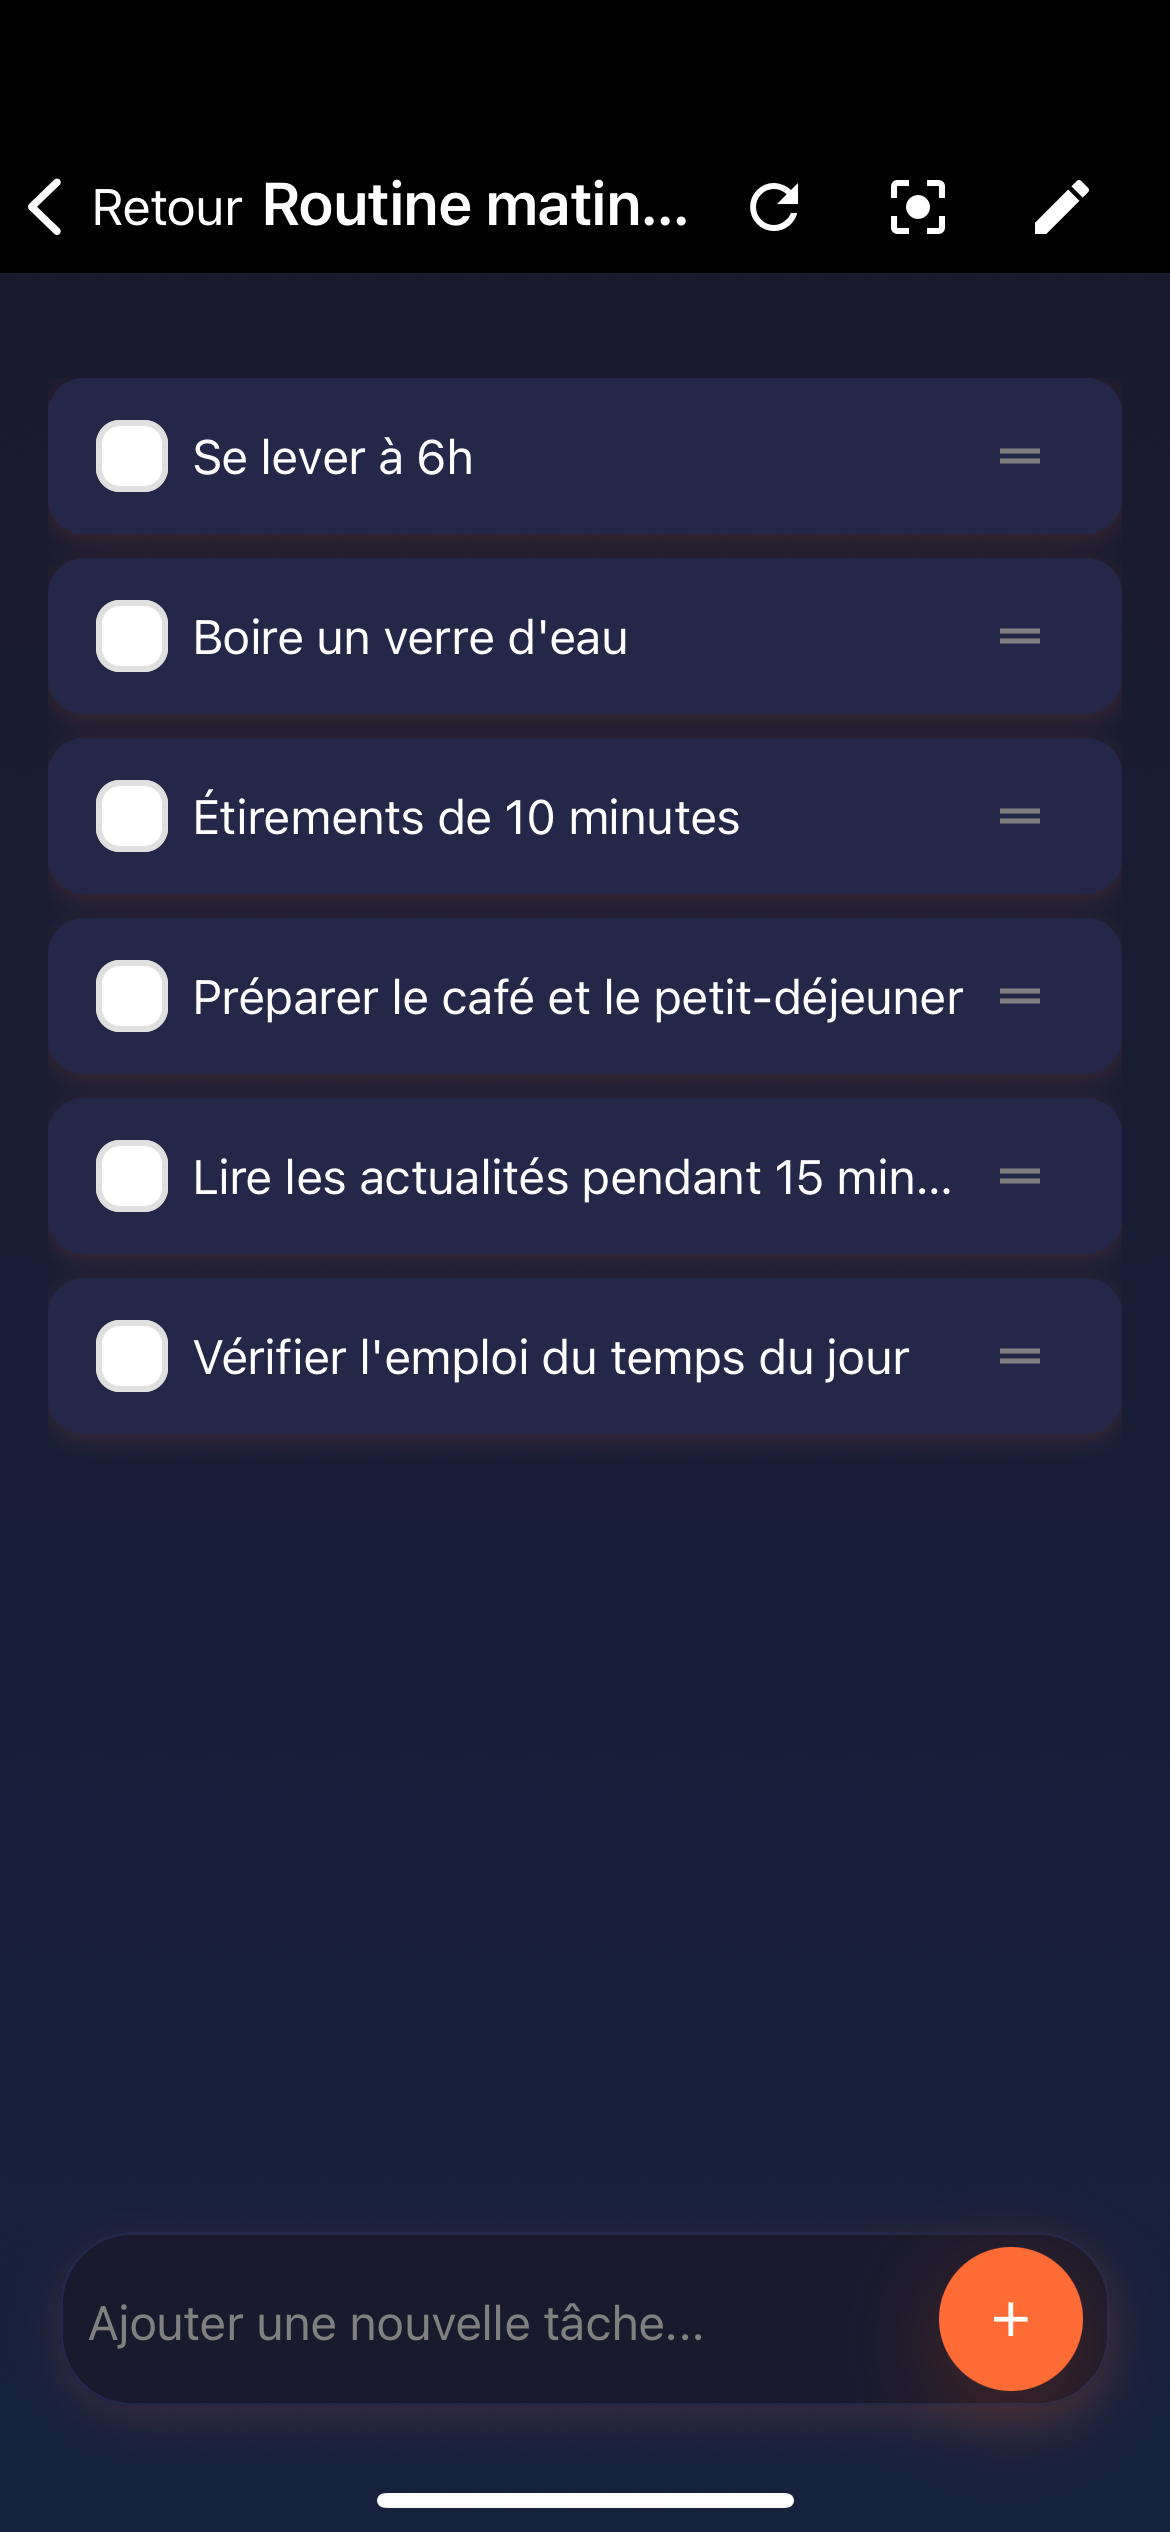 Retour Routine matin...
Se lever à 6h
Boire un verre d'eau
Étirements de 10 minutes
Préparer le café et le petit-déjeuner
Lire les actualités pendant 15 min...
Vérifier l'emploi du temps du jour
Ajouter une nouvelle tâche...